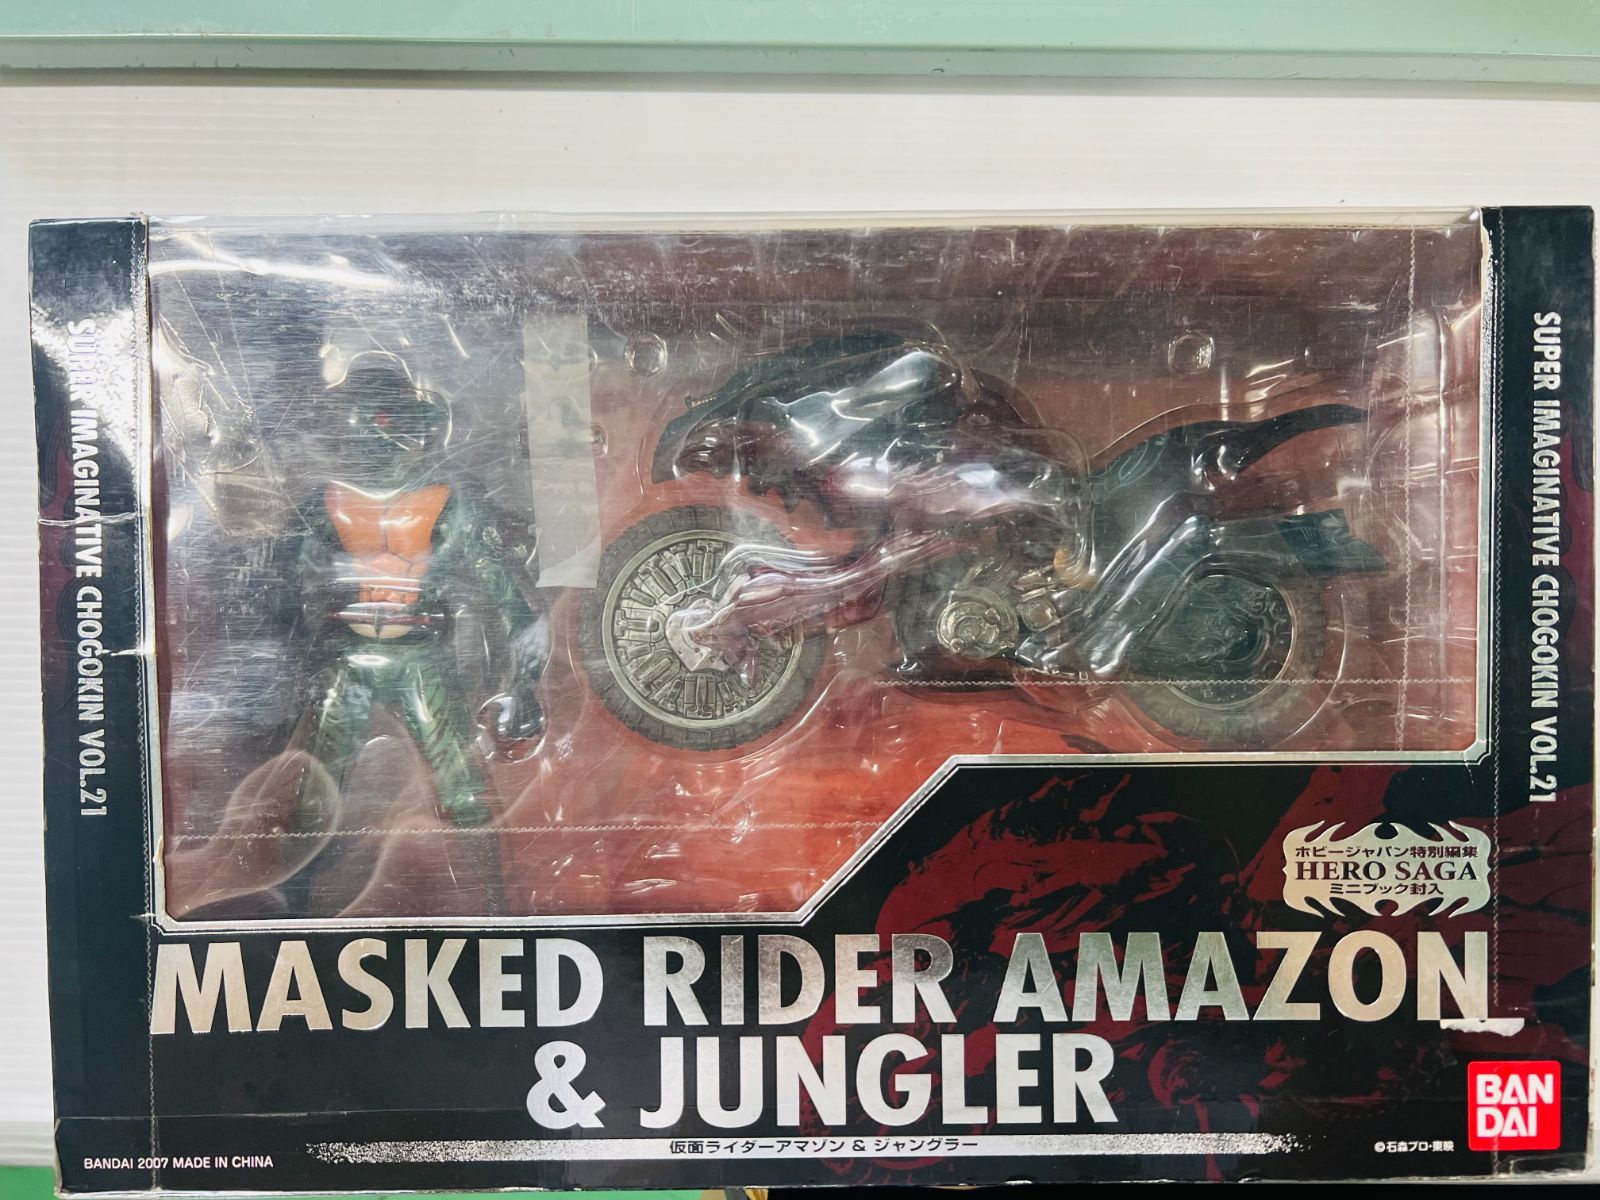 SUPER IMAGINATIVE CHOGOKIN VOL.21
SUPER IMAGINATIVE CHOGOKIN VOL.21
ホビージャパン特別編集
HERO SAGA
ミニブック封入
MASKED RIDER AMAZON
& JUNGLER
仮面ライダーアマゾン & ジャングラー
BANDAI 2007 MADE IN CHINA
©石森プロ・東映
BAN
DAI